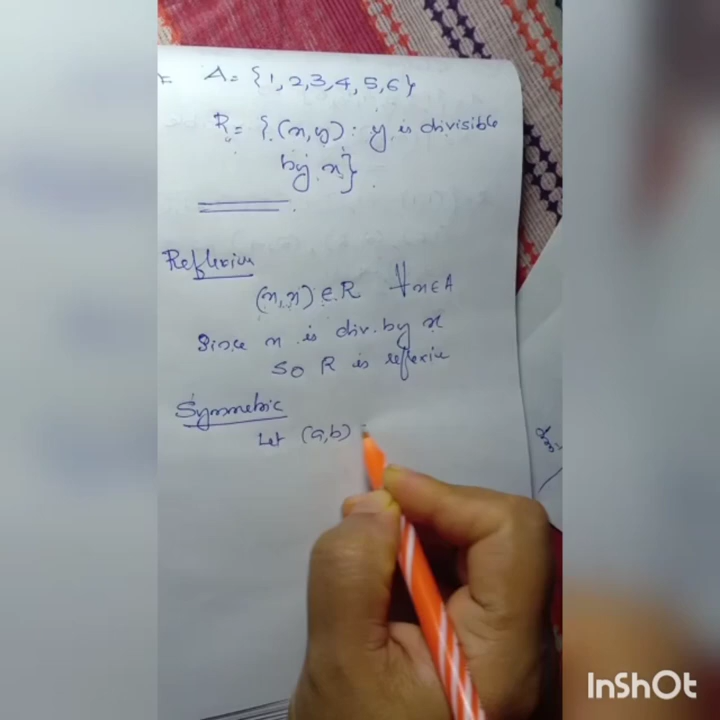 A = {1, 2, 3, 4, 5, 6}
R = {(x, y) : y is divisible
by x}
Reflexive
(x, x) ∈ R ∀ x ∈ A
Since x is div. by x
SO R is reflexive
Symmetric
Let (a, b)
InShOt